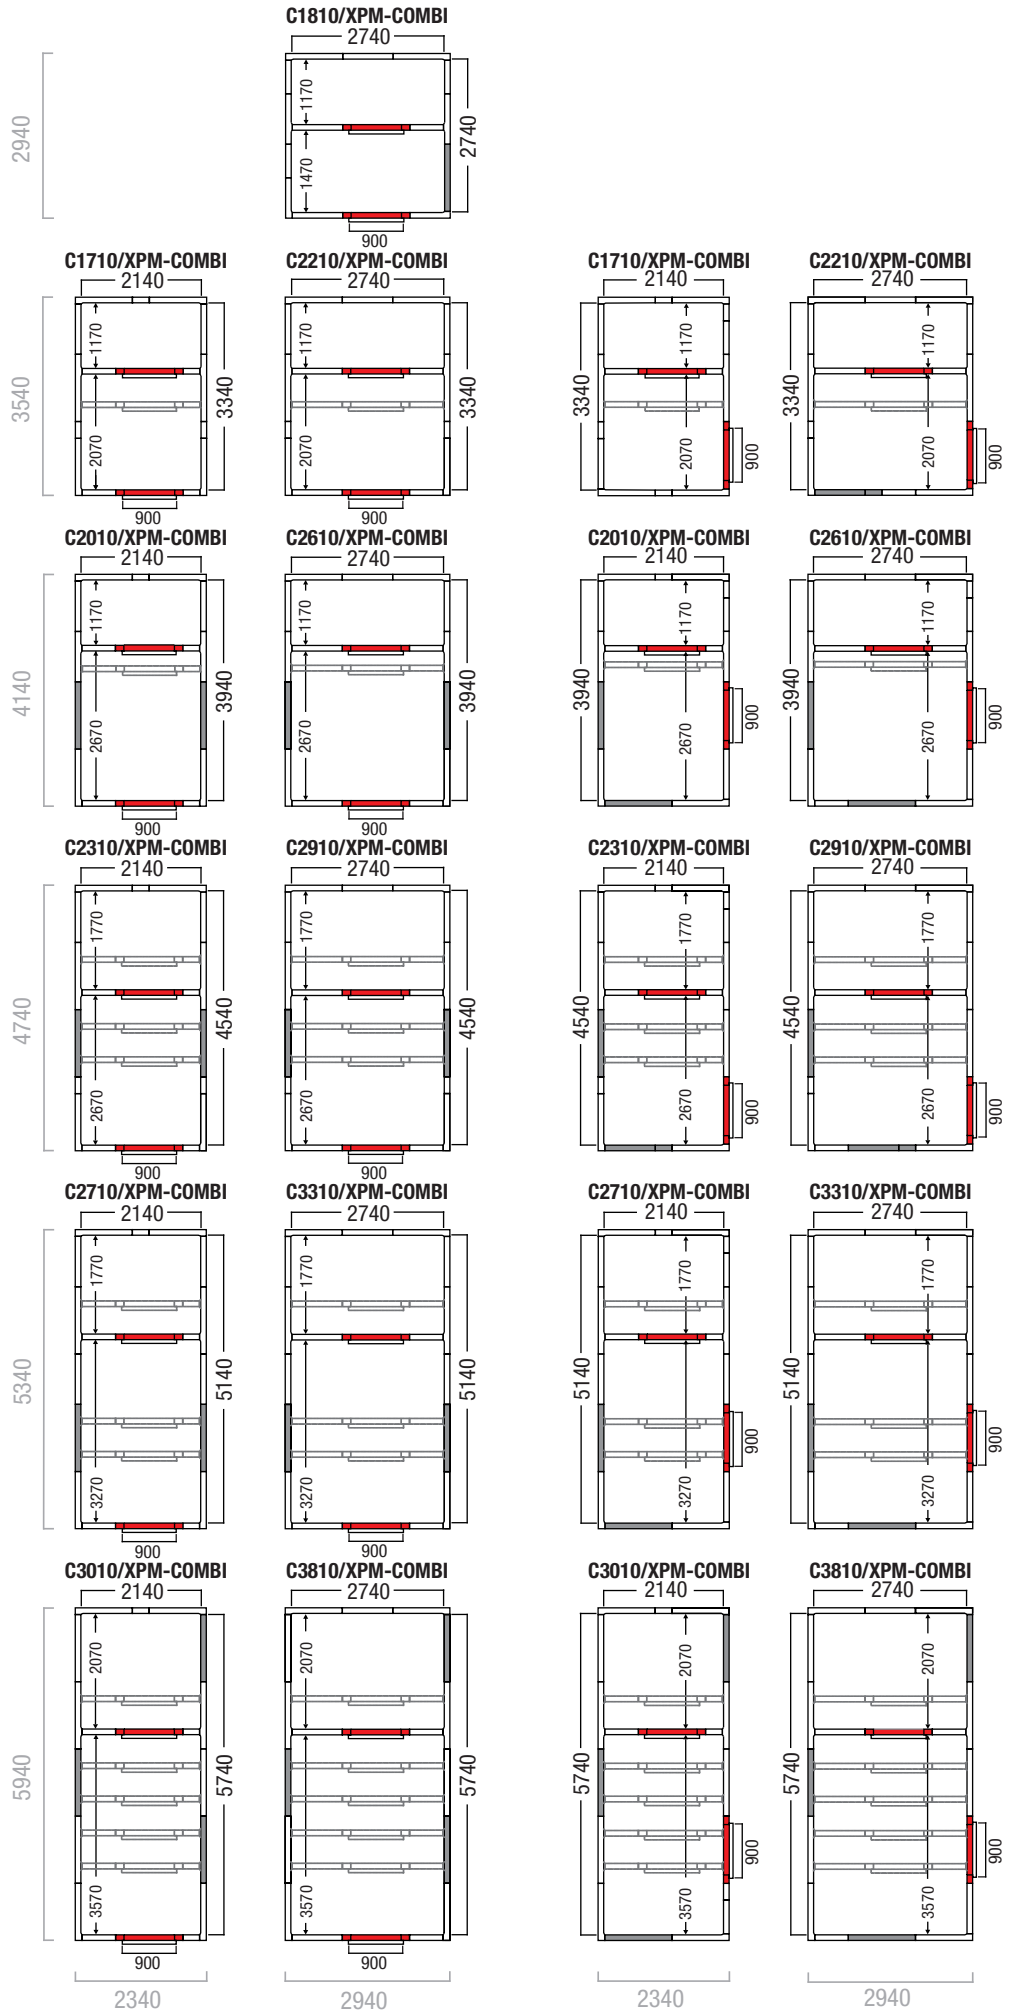 C1810/XPM-COMBI
2740
2940
1170
2740
1470
900
C1710/XPM-COMBI C2210/XPM-COMBI C1710/XPM-COMBI C2210/XPM-COMBI
2140 2740 2140 2740
1170 1170 1170 1170
3540 3340 3340 3340 3340
2070 2070 2070 900 2070 900
900 900
C2010/XPM-COMBI C2610/XPM-COMBI C2010/XPM-COMBI C2610/XPM-COMBI
2140 2740 2140 2740
1170 1170 1170 1170
4140 3940 3940 3940 3940
2670 2670 2670 900 2670 900
900 900
C2310/XPM-COMBI C2910/XPM-COMBI C2310/XPM-COMBI C2910/XPM-COMBI
2140 2740 2140 2740
1770 1770 1770 1770
4740 4540 4540 4540 4540
2670 2670 2670 900 2670 900
900 900
C2710/XPM-COMBI C3310/XPM-COMBI C2710/XPM-COMBI C3310/XPM-COMBI
2140 2740 2140 2740
1770 1770 1770 1770
5340 5140 5140 5140 5140
900 900
3270 3270 3270 3270
900 900
C3010/XPM-COMBI C3810/XPM-COMBI C3010/XPM-COMBI C3810/XPM-COMBI
2140 2740 2140 2740
2070 2070 2070 2070
5940 5740 5740 5740 5740
900 900
3570 3570 3570 3570
900 900
2340 2940 2340 2940